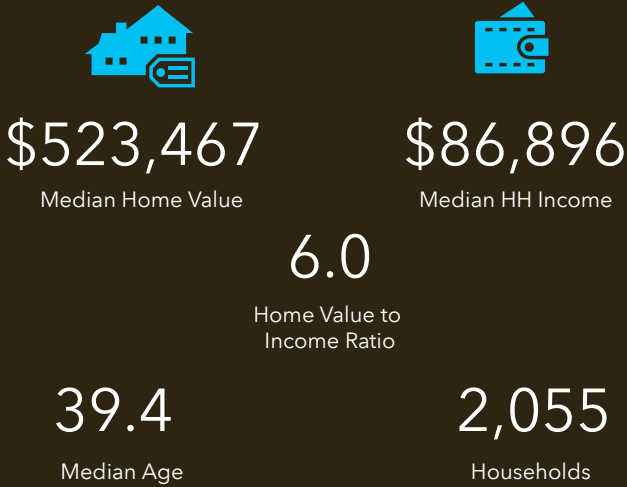 $523,467
$86,896
Median Home Value
Median HH Income
6.0
Home Value to
Income Ratio
39.4
2,055
Median Age
Households